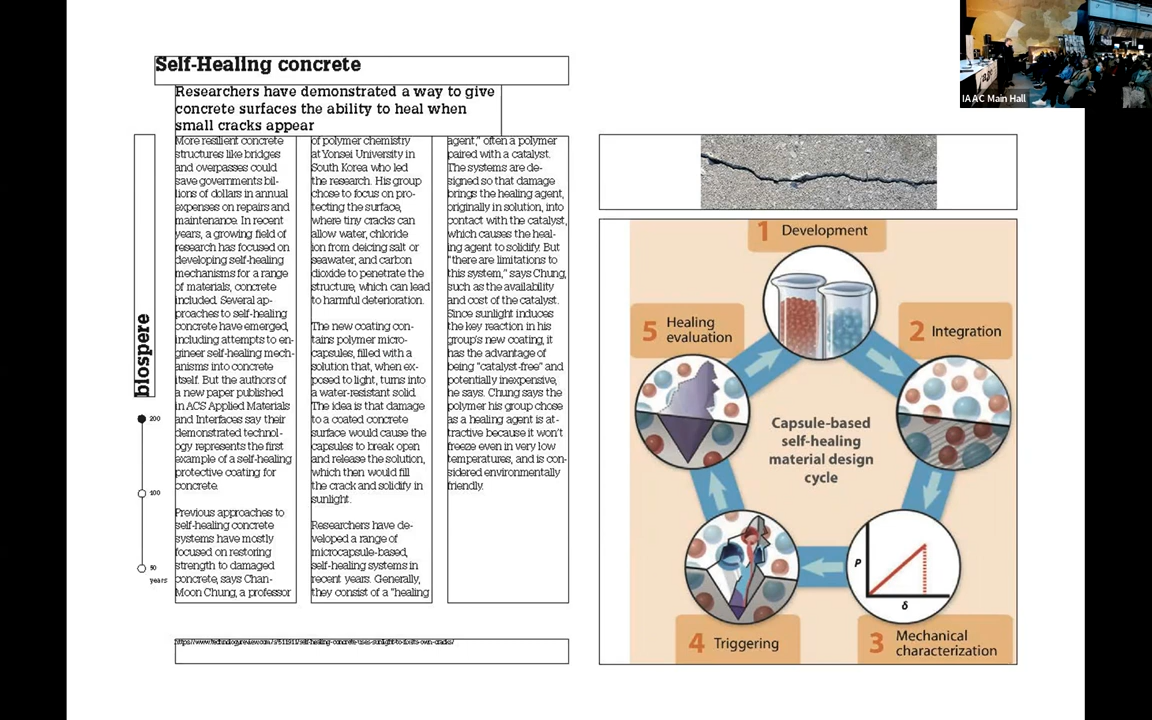 Self-Healing concrete
Researchers have demonstrated a way to give
concrete surfaces the ability to heal when
small cracks appear
More resilient concrete
structures like bridges
and overpasses could
save governments bil-
lions of dollars in annual
expenses on repairs and
maintenance. In recent
years, a growing field of
research has focused on
developing self-healing
mechanisms for a range
of materials, concrete
included. Several ap-
proaches to self-healing
concrete have emerged,
including attempts to en-
gineer self-healing mech-
anisms into concrete
itself. But the authors of
a new paper published
in ACS Applied Materials
and Interfaces say their
demonstrated technol-
ogy represents the first
example of a self-healing
protective coating for
concrete.
Previous approaches to
self-healing concrete
systems have mostly
focused on restoring
strength to damaged
concrete, says Chan-
Moon Chung, a professor
of polymer chemistry
at Yonsei University in
South Korea who led
the research. His group
chose to focus on pro-
tecting the surface,
where tiny cracks can
allow water, chloride
ion from deicing salt or
seawater, and carbon
dioxide to penetrate the
structure, which can lead
to harmful deterioration.
The new coating con-
tains polymer micro-
capsules, filled with a
solution that, when ex-
posed to light, turns into
a water-resistant solid.
The idea is that damage
to a coated concrete
surface would cause the
capsules to break open
and release the solution,
which then would fill
the crack and solidify in
sunlight.
Researchers have de-
veloped a range of
microcapsule-based,
self-healing systems in
recent years. Generally,
they consist of a "healing
agent," often a polymer
paired with a catalyst.
The systems are de-
signed so that damage
brings the healing agent,
originally in solution, into
contact with the catalyst,
which causes the heal-
ing agent to solidify. But
"there are limitations to
this system," says Chung,
such as the availability
and cost of the catalyst.
Since sunlight induces
the key reaction in his
group's new coating, it
has the advantage of
being "catalyst-free" and
potentially inexpensive,
he says. Chung says the
polymer his group chose
as a healing agent is at-
tractive because it won't
freeze even in very low
temperatures, and is con-
sidered environmentally
friendly.
biospere
200
100
50
years
https://www.technologyreview.com/s/511911/self-healing-concrete-uses-sunlight-to-fix-its-own-cracks/
IAAC Main Hall
1 Development
2 Integration
3 Mechanical
characterization
4 Triggering
5 Healing
evaluation
Capsule-based
self-healing
material design
cycle
P
δ